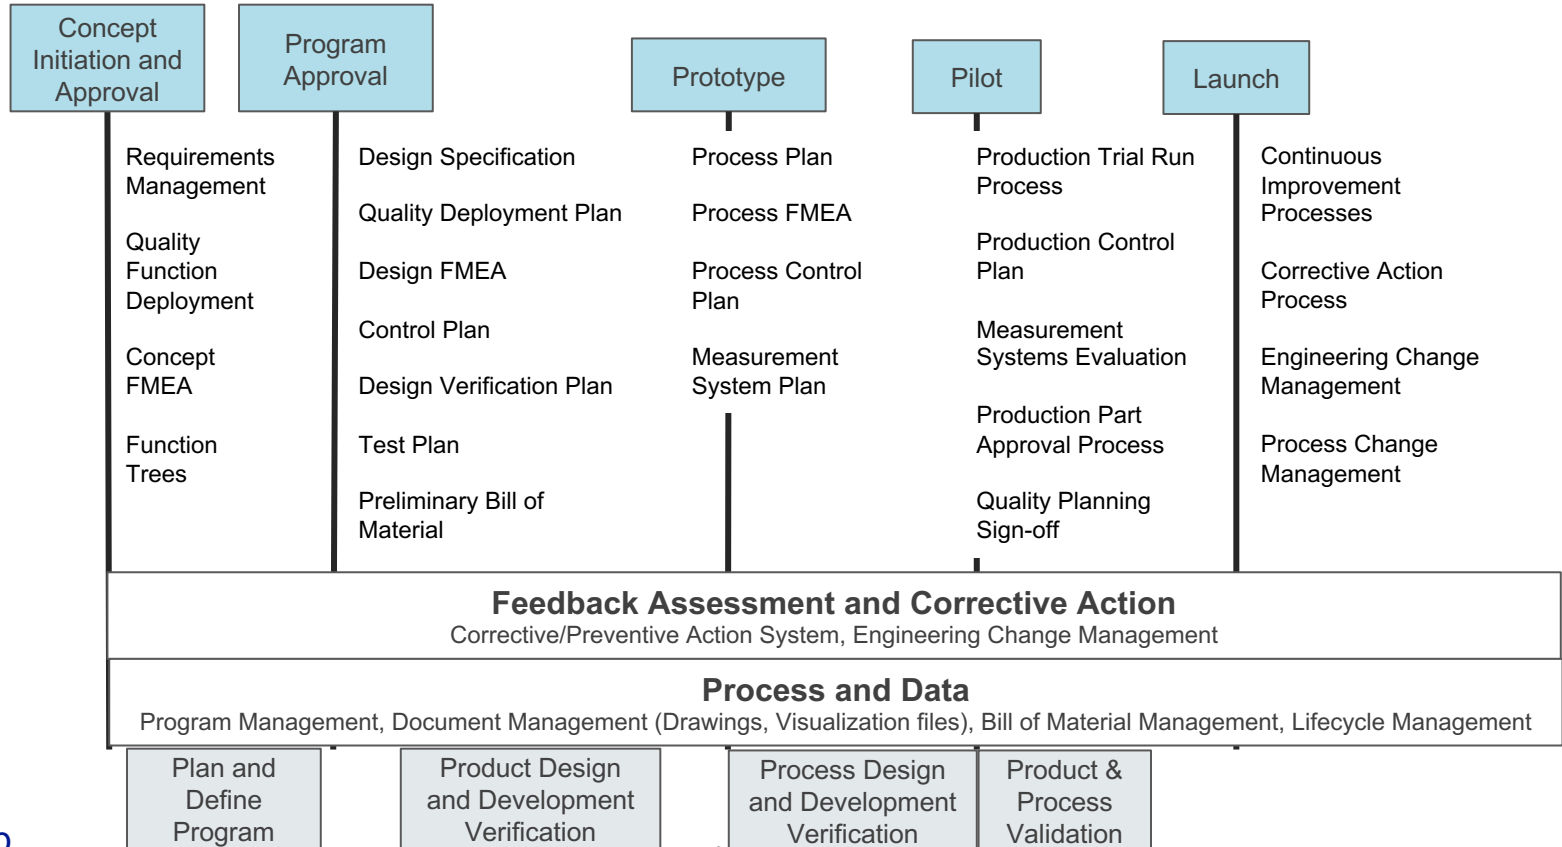 Concept
Initiation and
Approval
Program
Approval
Prototype
Pilot
Launch
Requirements
Management
Quality
Function
Deployment
Concept
FMEA
Function
Trees
Design Specification
Quality Deployment Plan
Design FMEA
Control Plan
Design Verification Plan
Test Plan
Preliminary Bill of
Material
Process Plan
Process FMEA
Process Control
Plan
Measurement
System Plan
Production Trial Run
Process
Production Control
Plan
Measurement
Systems Evaluation
Production Part
Approval Process
Quality Planning
Sign-off
Continuous
Improvement
Processes
Corrective Action
Process
Engineering Change
Management
Process Change
Management
Feedback Assessment and Corrective Action
Corrective/Preventive Action System, Engineering Change Management
Process and Data
Program Management, Document Management (Drawings, Visualization files), Bill of Material Management, Lifecycle Management
Plan and
Define
Program
Product Design
and Development
Verification
Process Design
and Development
Verification
Product &
Process
Validation